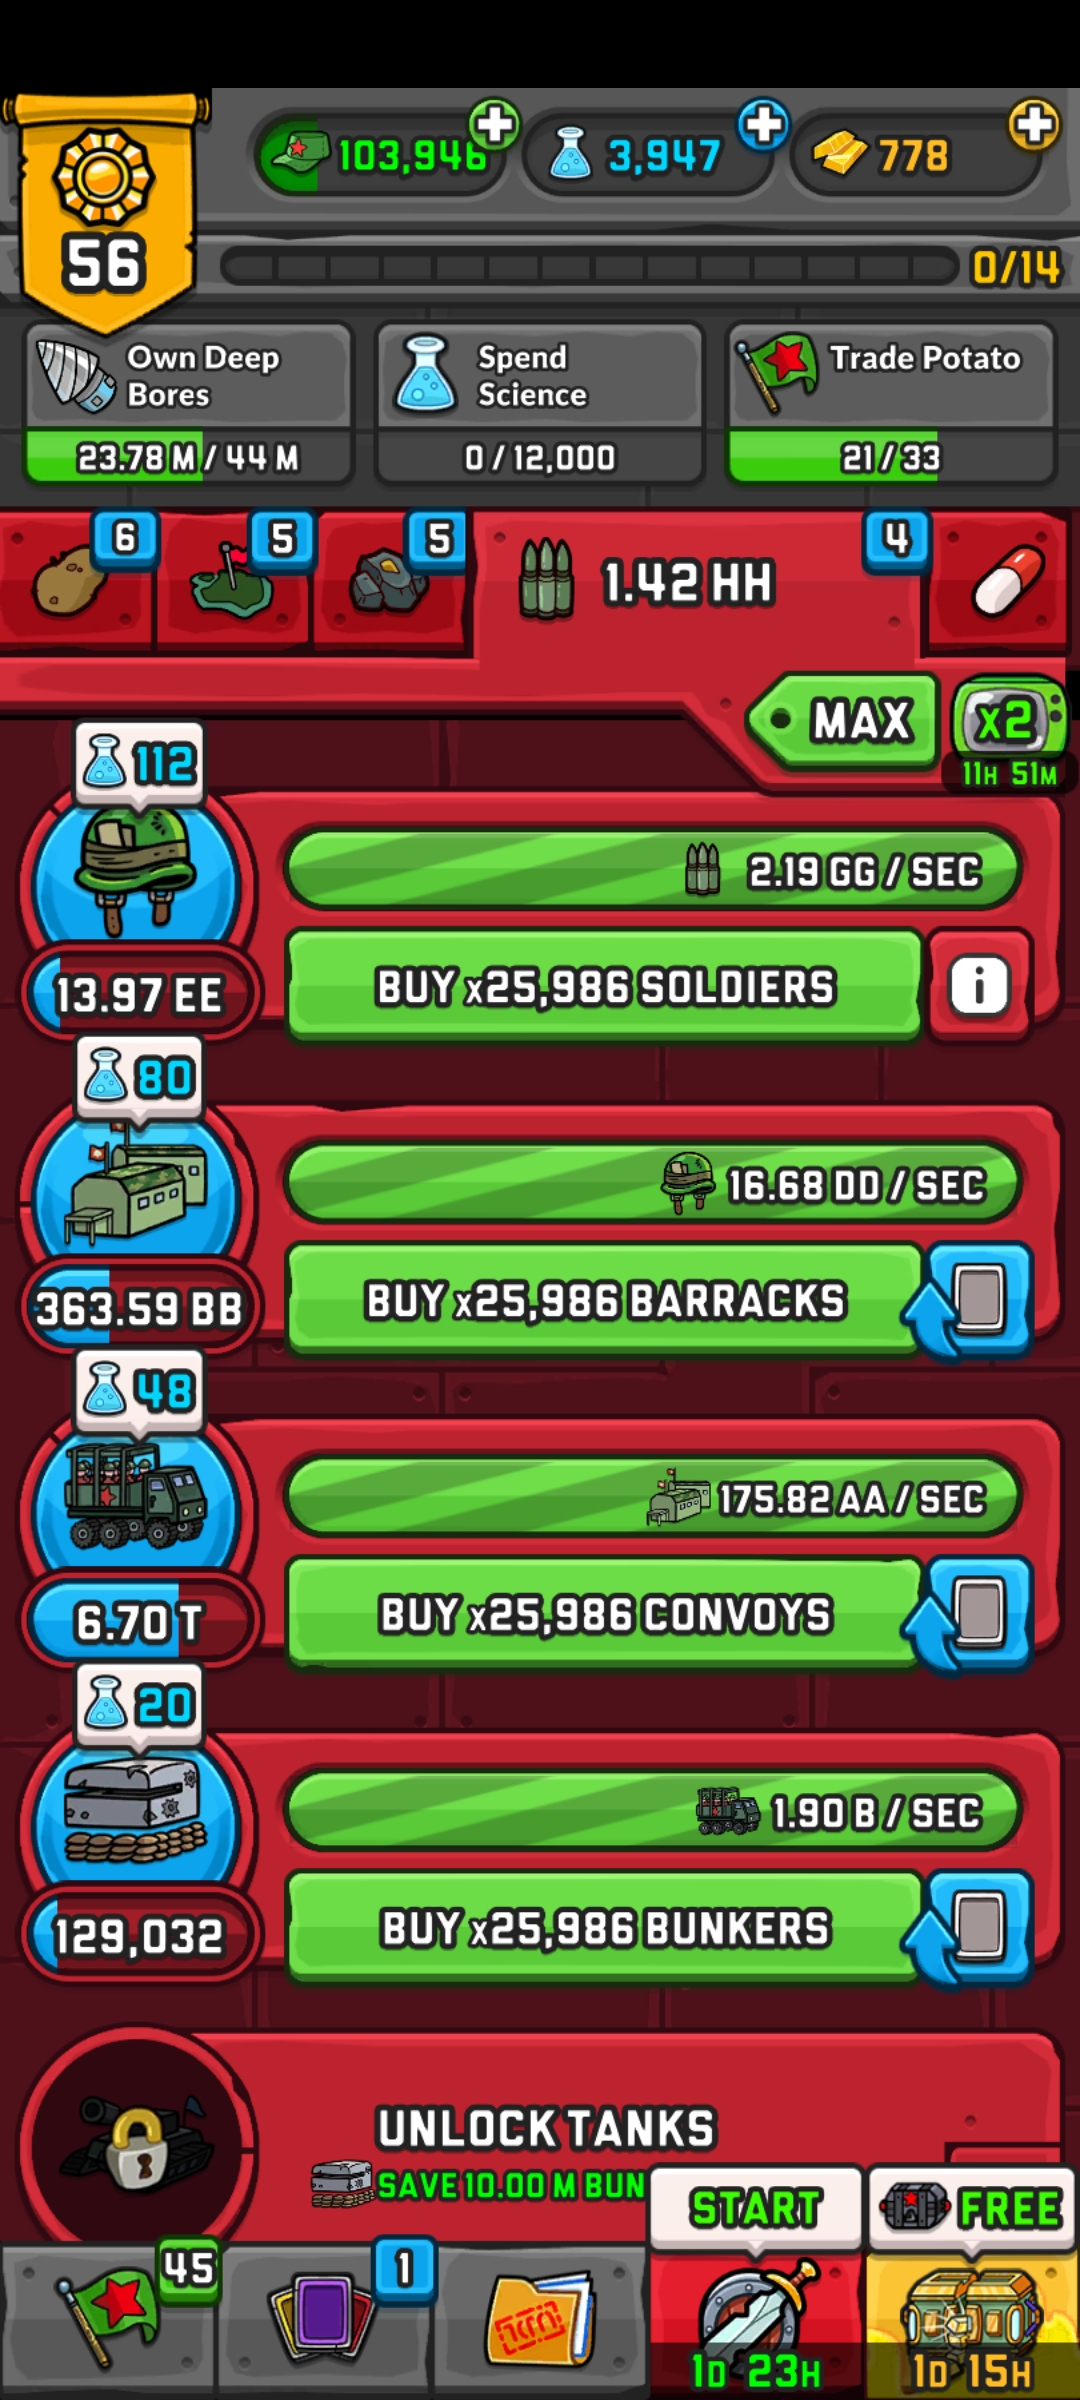 103,946
3,947
778
56
0/14
Own Deep
Bores
23.78 M / 44 M
Spend
Science
0 / 12,000
Trade Potato
21 / 33
6
5
5
1.42 HH
4
MAX
x2
11H 51M
112
2.19 GG / SEC
13.97 EE
BUY x25,986 SOLDIERS
i
80
16.68 DD / SEC
363.59 BB
BUY x25,986 BARRACKS
48
175.82 AA / SEC
6.70 T
BUY x25,986 CONVOYS
20
1.90 B / SEC
129,032
BUY x25,986 BUNKERS
UNLOCK TANKS
SAVE 10.00 M BUN
START
FREE
45
1
1D 23H
1D 15H